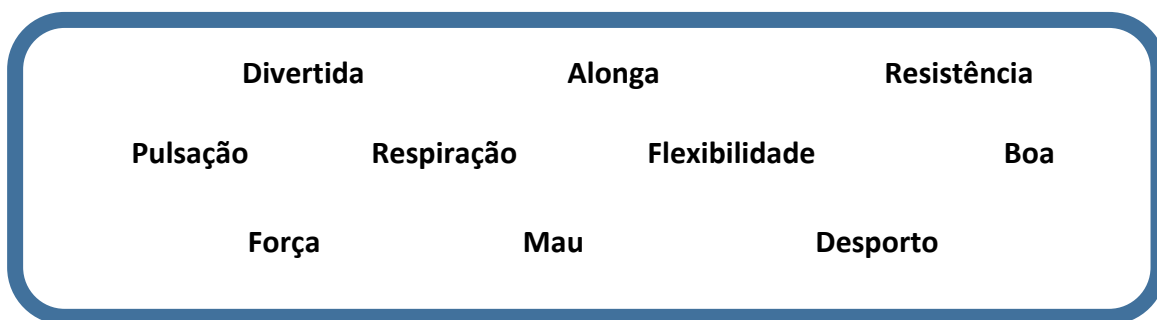 Divertida Alonga Resistência
Pulsação Respiração Flexibilidade Boa
Força Mau Desporto